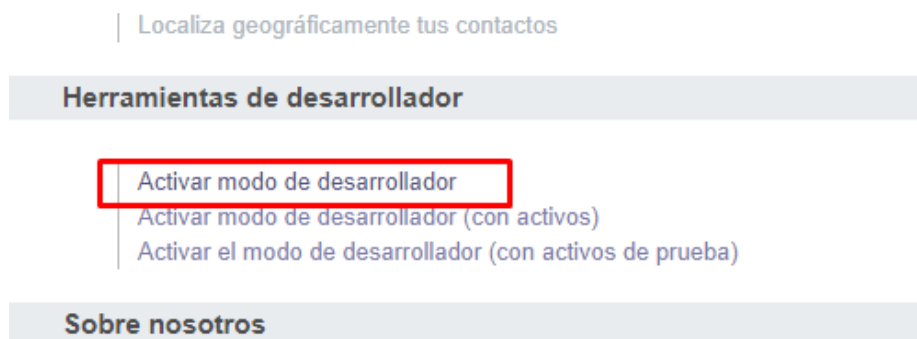 Localiza geográficamente tus contactos
Herramientas de desarrollador
Activar modo de desarrollador
Activar modo de desarrollador (con activos)
Activar el modo de desarrollador (con activos de prueba)
Sobre nosotros